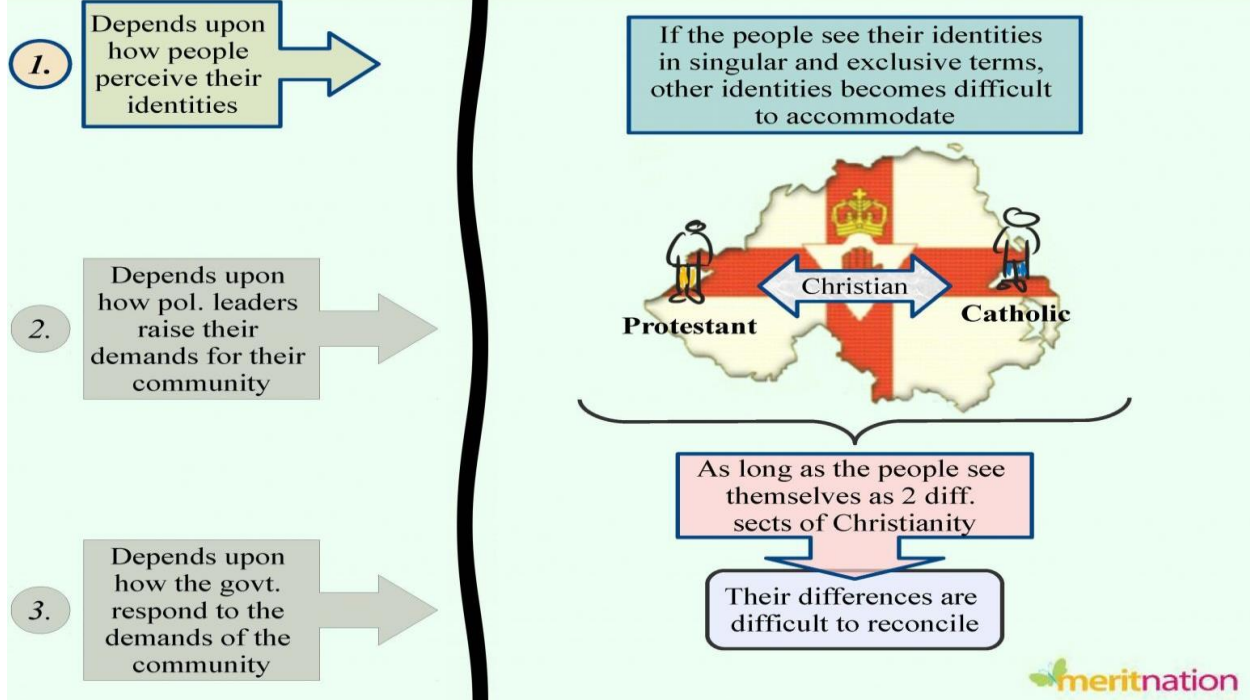 1.
Depends upon
how people
perceive their
identities
2.
Depends upon
how pol. leaders
raise their
demands for their
community
3.
Depends upon
how the govt.
respond to the
demands of the
community
If the people see their identities
in singular and exclusive terms,
other identities becomes difficult
to accommodate
Christian
Protestant
Catholic
As long as the people see
themselves as 2 diff.
sects of Christianity
Their differences are
difficult to reconcile
meritnation